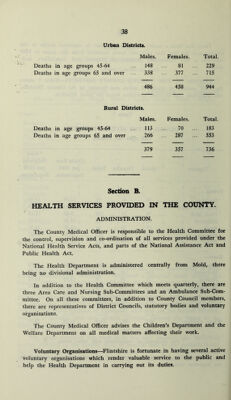 38
Urban Districts.
Males. Females. Total.
Deaths in age groups 45-64 ... 148 ... 81 ... 229
Deaths in age groups 65 and over ... 338 ... 377 ... 715
486 458 944
Rural Districts.
Males. Females. Total.
Deaths in age groups 45-64 ... 113 ... 70 ... 183
Deaths in age groups 65 and over ... 266 ... 287 ... 553
379 357 736
Section B.
HEALTH SERVICES PROVIDED IN THE COUNTY.
ADMINISTRATION.
The County Medical Officer is responsible to the Health Committee for
the control, supervision and co-ordination of all services provided under the
National Health Service Acts, and parts of the National Assistance Act and
Public Health Act.
The Health Department is administered centrally from Mold, there
being no divisional administration.
In addition to the Health Committee which meets quarterly, there are
three Area Care and Nursing Sub-Committees and an Ambulance Sub-Com-
mittee. On all these committees, in addition to County Council members,
there are representatives of District Councils, statutory bodies and voluntary
organisations.
The County Medical Officer advises the Children's Department and the
Welfare Department on all medical matters affecting their work.
Voluntary Organisations—Flintshire is fortunate in having several active
voluntary organisations which render valuable service to the public and
help the Health Department in carrying out its duties.